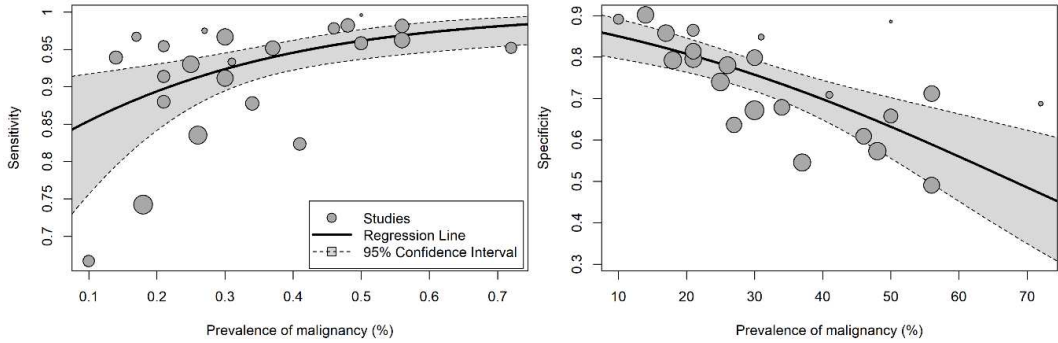 1
0.95
0.9
0.85
0.8
0.75
0.7
Sensitivity
Studies
Regression Line
95% Confidence Interval
0.1 0.2 0.3 0.4 0.5 0.6 0.7
Prevalence of malignancy (%)
0.9
0.8
0.7
0.6
0.5
0.4
0.3
Specificity
10 20 30 40 50 60 70
Prevalence of malignancy (%)